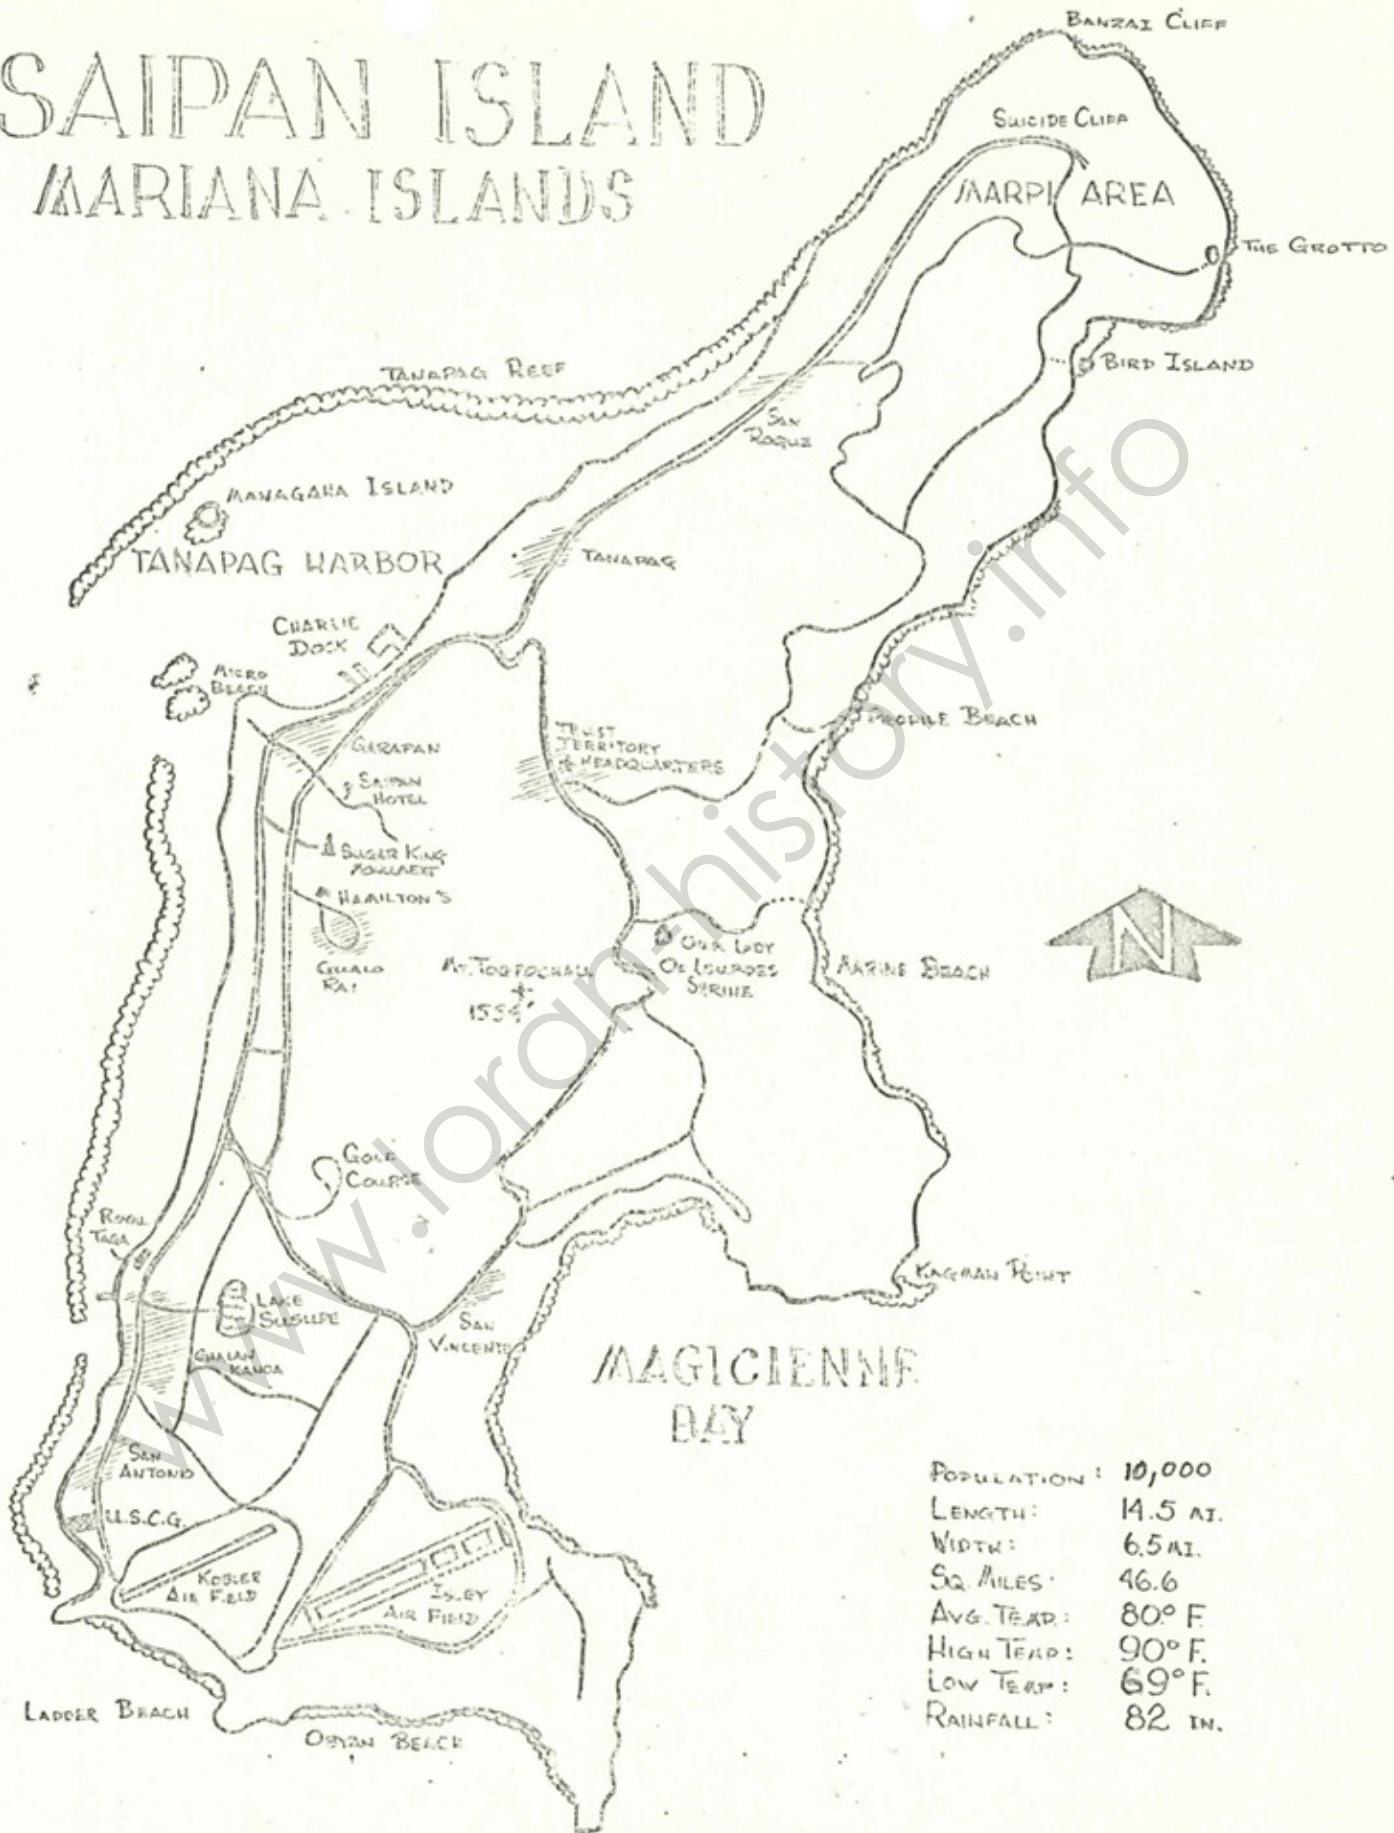 SAIPAN ISLAND
MARIANA ISLANDS
BANZAI CLIFF
SUICIDE CLIFF
MARPI AREA
THE GROTTO
BIRD ISLAND
TANAPAG REEF
SAN
ROQUE
MANAGAHA ISLAND
TANAPAG HARBOR
TANAPAG
CHARLIE
DOCK
MICRO
BEACH
PROFILE BEACH
GARAPAN
TRUST
TERRITORY
HEADQUARTERS
SAIPAN
HOTEL
SUGAR KING
MONUMENT
HAMILTON'S
GUALO
RAI
MT. TOGPOCHAU
1554'
OUR LADY
OF LOURDES
SHRINE
MARINE BEACH
N
GOLF
COURSE
ROYAL
TAGA
KAGMAN POINT
LAKE
SUSUPE
SAN
VINCENTE
CHALAN
KANOA
MAGICIENNE
BAY
SAN
ANTONIO
U.S.C.G.
KOBLER
AIR FIELD
ISLEY
AIR FIELD
LADDER BEACH
OBYAN BEACH
POPULATION: 10,000
LENGTH: 14.5 MI.
WIDTH: 6.5 MI.
SQ. MILES: 46.6
AVG. TEMP.: 80° F.
HIGH TEMP: 90° F.
LOW TEMP: 69° F.
RAINFALL: 82 IN.
www.loran-history.info